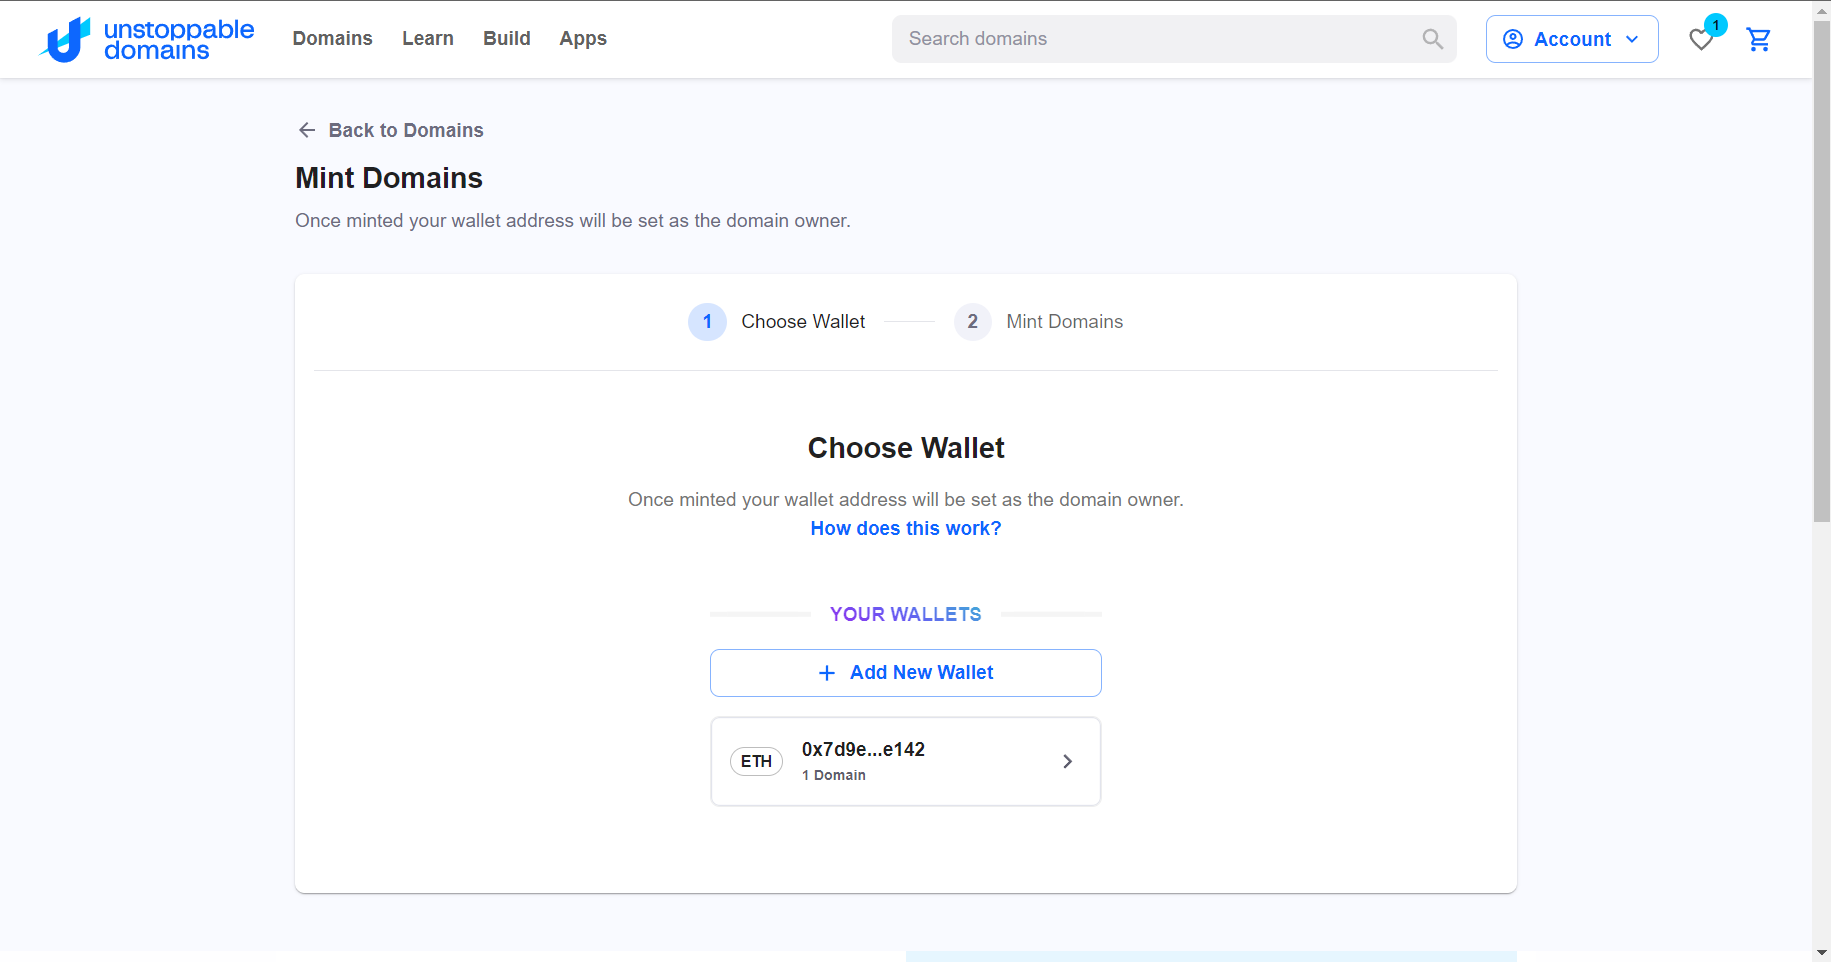 unstoppable
domains
Domains
Learn
Build
Apps
Search domains
Account
1
Back to Domains
Mint Domains
Once minted your wallet address will be set as the domain owner.
1
Choose Wallet
2
Mint Domains
Choose Wallet
Once minted your wallet address will be set as the domain owner.
How does this work?
YOUR WALLETS
Add New Wallet
ETH
0x7d9e...e142
1 Domain